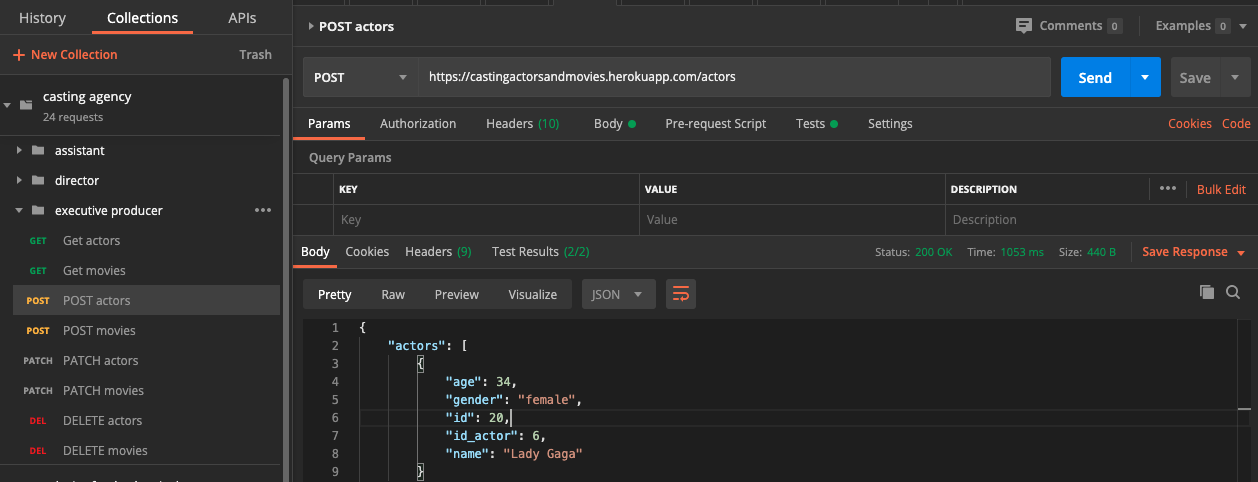 History Collections APIs
+ New Collection Trash
casting agency
24 requests
assistant
director
executive producer •••
GET Get actors
GET Get movies
POST POST actors
POST POST movies
PATCH PATCH actors
PATCH PATCH movies
DEL DELETE actors
DEL DELETE movies
POST actors Comments 0 Examples 0
POST https://castingactorsandmovies.herokuapp.com/actors Send Save
Params Authorization Headers (10) Body Pre-request Script Tests Settings Cookies Code
Query Params
KEY VALUE DESCRIPTION ••• Bulk Edit
Key Value Description
Body Cookies Headers (9) Test Results (2/2) Status: 200 OK Time: 1053 ms Size: 440 B Save Response
Pretty Raw Preview Visualize JSON
1 {
2 "actors": [
3 {
4 "age": 34,
5 "gender": "female",
6 "id": 20,
7 "id_actor": 6,
8 "name": "Lady Gaga"
9 }